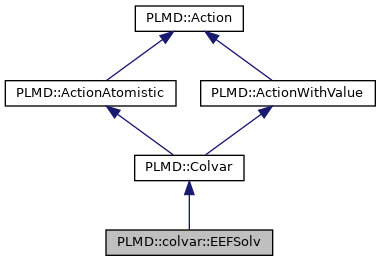 PLMD::Action
PLMD::ActionAtomistic
PLMD::ActionWithValue
PLMD::Colvar
PLMD::colvar::EEFSolv